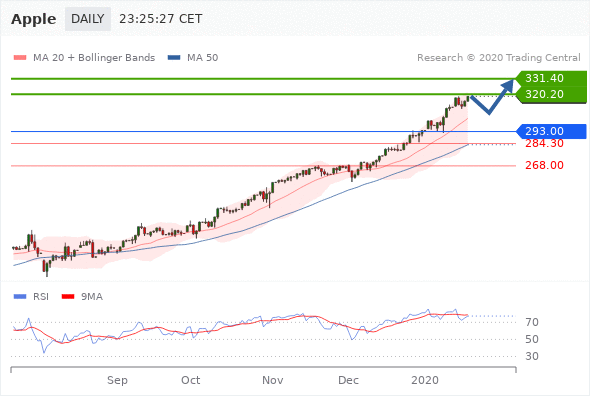 Apple DAILY 23:25:27 CET
MA 20 + Bollinger Bands MA 50 Research © 2020 Trading Central
331.40
320.20
293.00
284.30
268.00
RSI 9MA
70
50
30
Sep Oct Nov Dec 2020